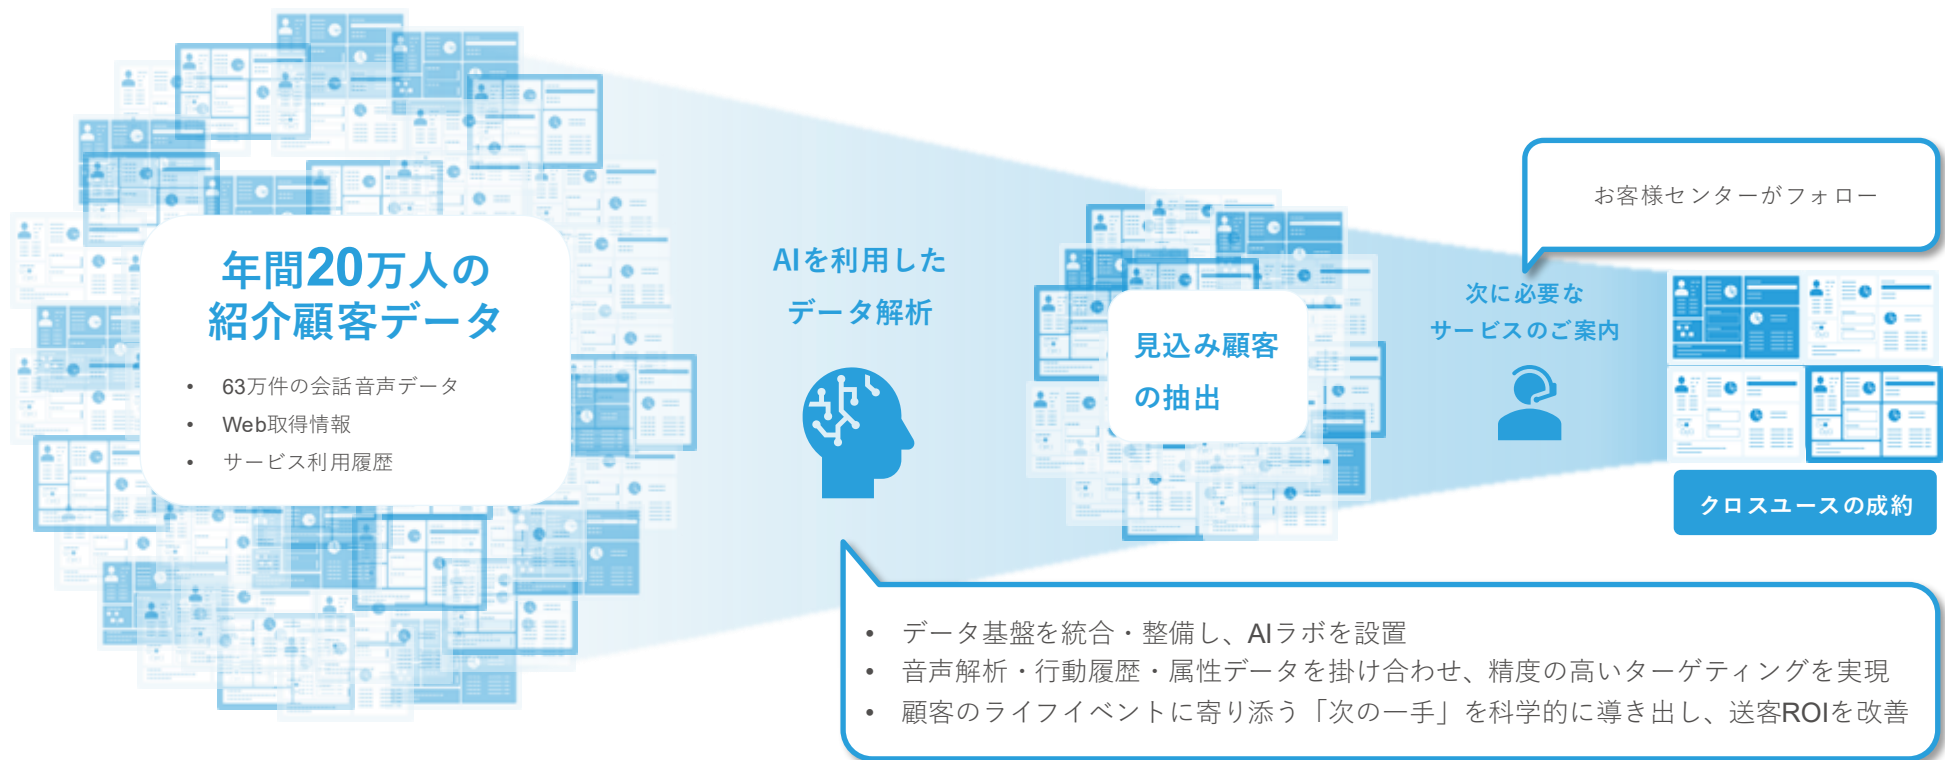 年間20万人の
紹介顧客データ
• 63万件の会話音声データ
• Web取得情報
• サービス利用履歴
AIを利用した
データ解析
見込み顧客
の抽出
お客様センターがフォロー
次に必要な
サービスのご案内
クロスユースの成約
• データ基盤を統合・整備し、AIラボを設置
• 音声解析・行動履歴・属性データを掛け合わせ、精度の高いターゲティングを実現
• 顧客のライフイベントに寄り添う「次の一手」を科学的に導き出し、送客ROIを改善